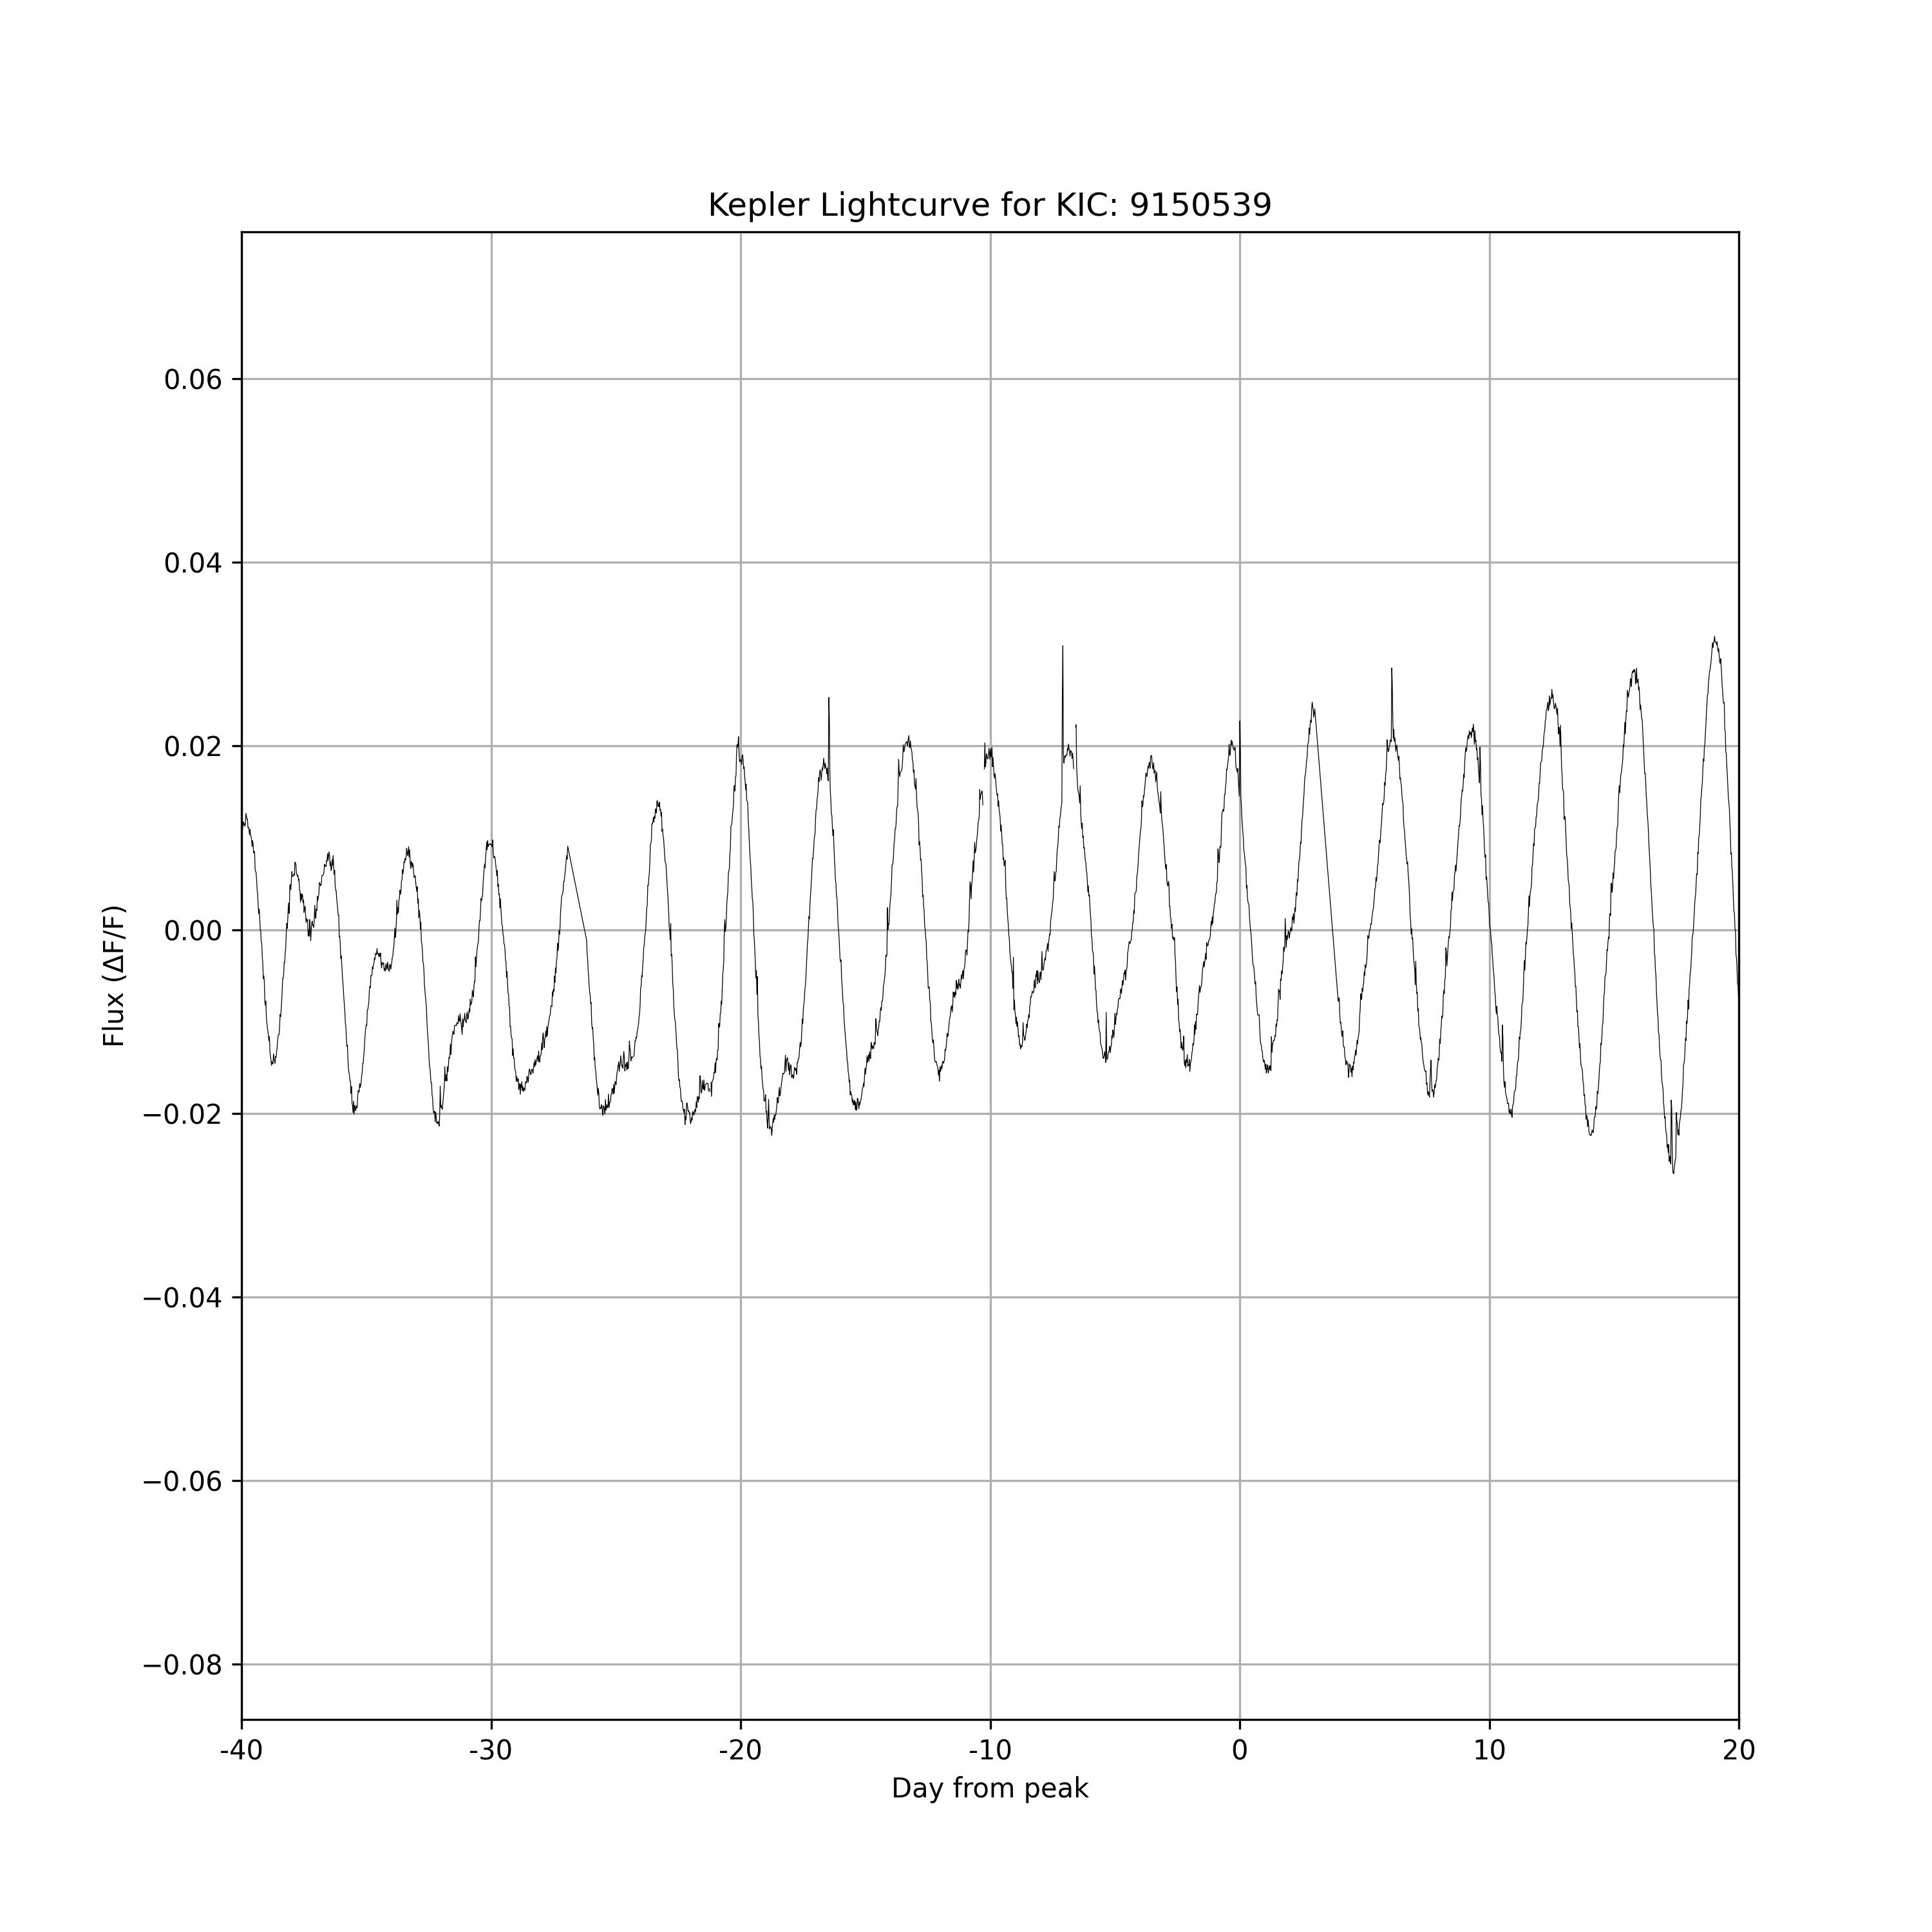 Kepler Lightcurve for KIC: 9150539
0.06
0.04
0.02
0.00
−0.02
−0.04
−0.06
−0.08
Flux (ΔF/F)
-40 -30 -20 -10 0 10 20
Day from peak